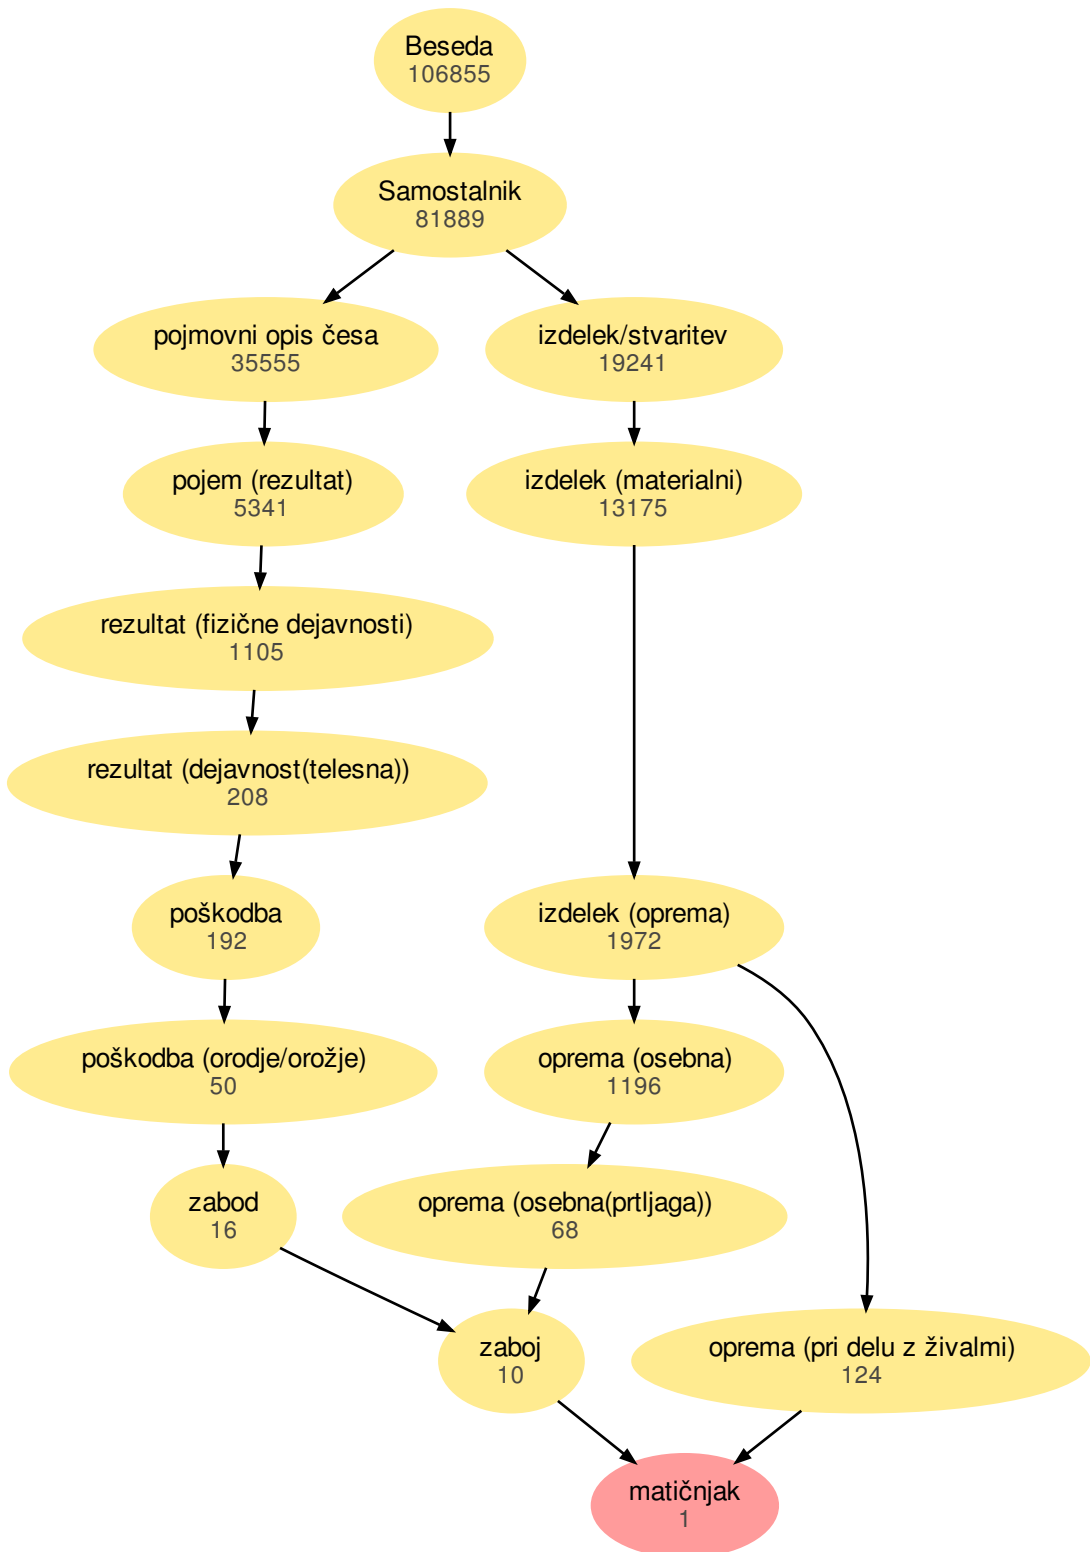 Beseda
106855
Samostalnik
81889
pojmovni opis česa
35555
izdelek/stvaritev
19241
pojem (rezultat)
5341
izdelek (materialni)
13175
rezultat (fizične dejavnosti)
1105
rezultat (dejavnost(telesna))
208
poškodba
192
izdelek (oprema)
1972
poškodba (orodje/orožje)
50
oprema (osebna)
1196
zabod
16
oprema (osebna(prtljaga))
68
zaboj
10
oprema (pri delu z živalmi)
124
matičnjak
1